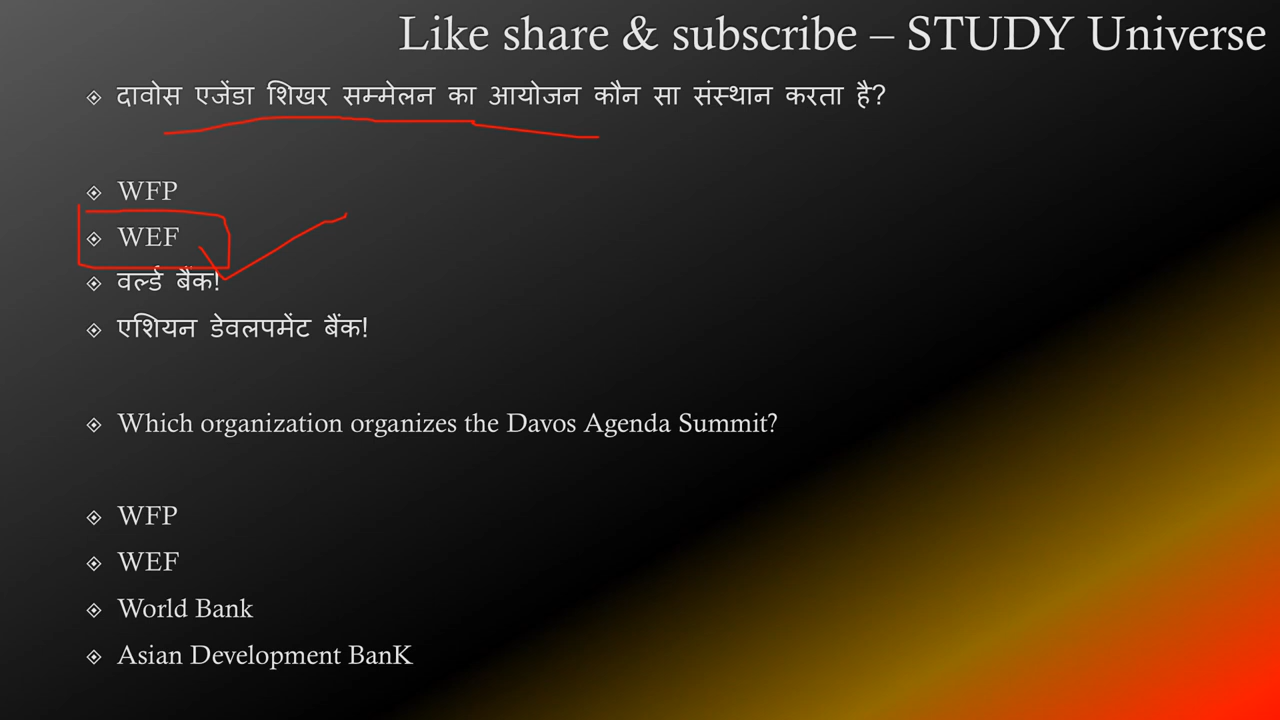 Like share & subscribe – STUDY Universe
दावोस एजेंडा शिखर सम्मेलन का आयोजन कौन सा संस्थान करता है?
WFP
WEF
वर्ल्ड बैंक!
एशियन डेवलपमेंट बैंक!
Which organization organizes the Davos Agenda Summit?
WFP
WEF
World Bank
Asian Development BanK